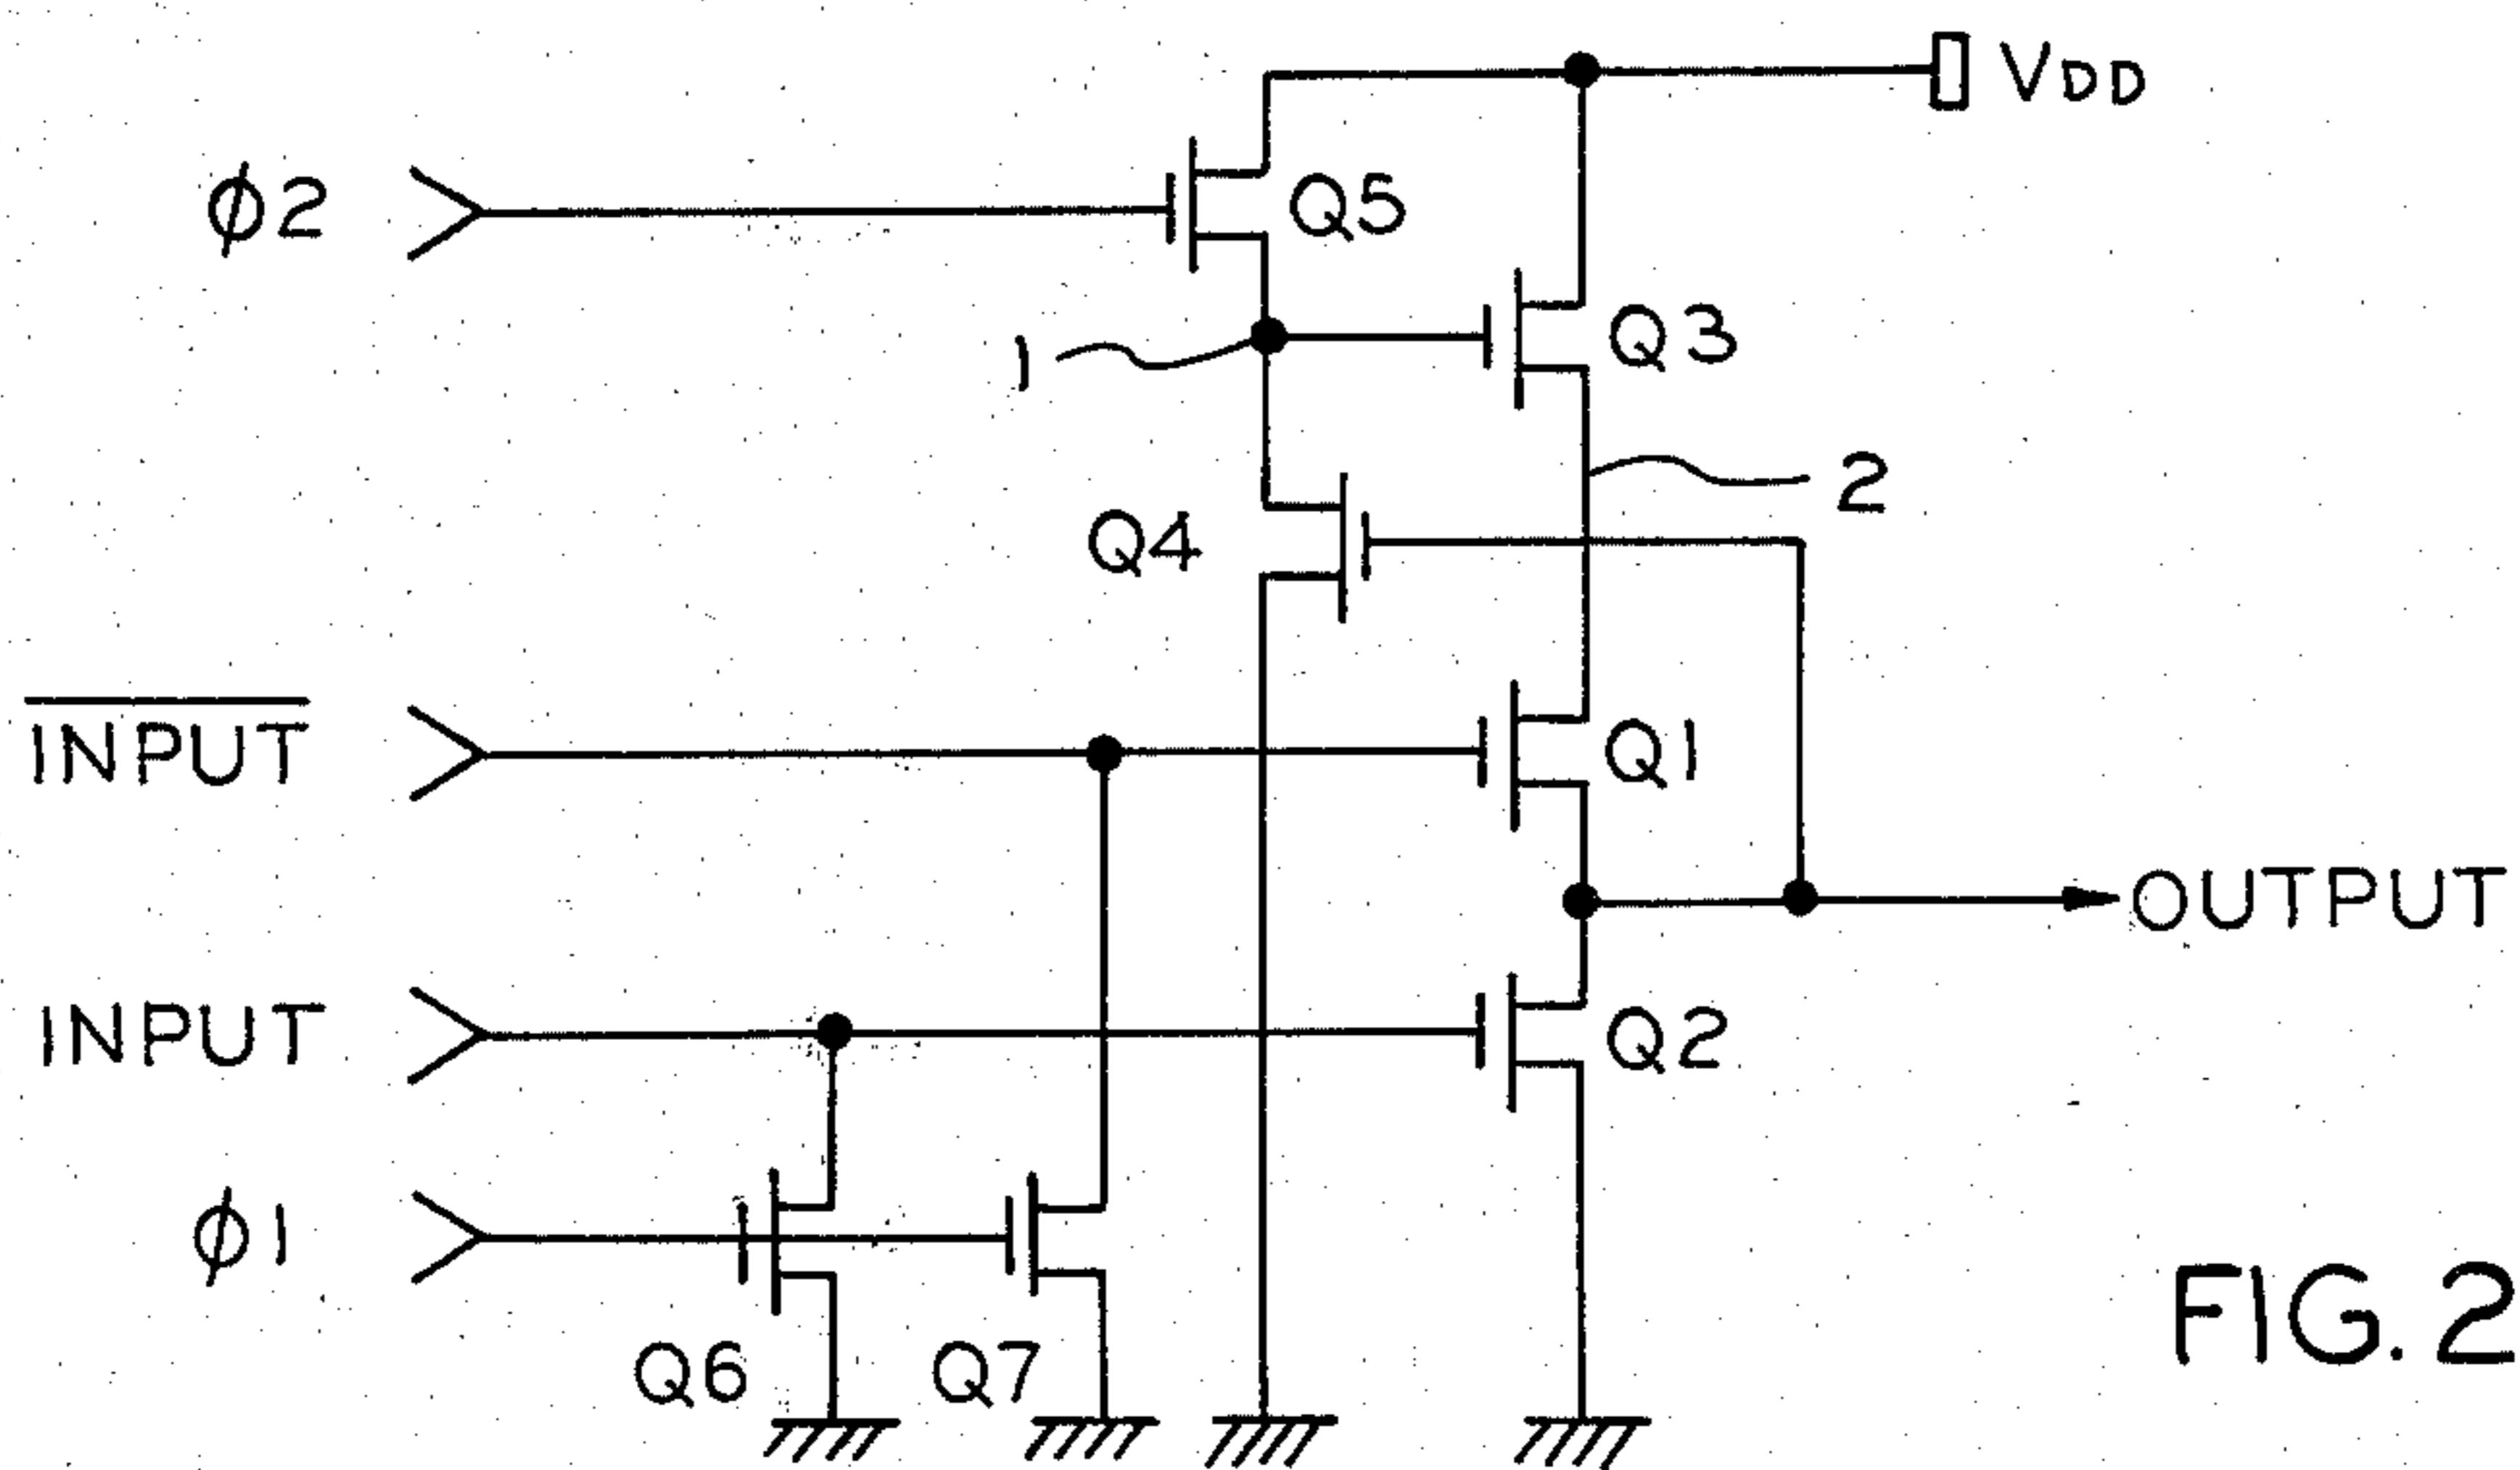 VDD
φ2
Q5
Q3
1
2
Q4
INPUT
Q1
OUTPUT
INPUT
Q2
φ1
Q6
Q7
FIG. 2